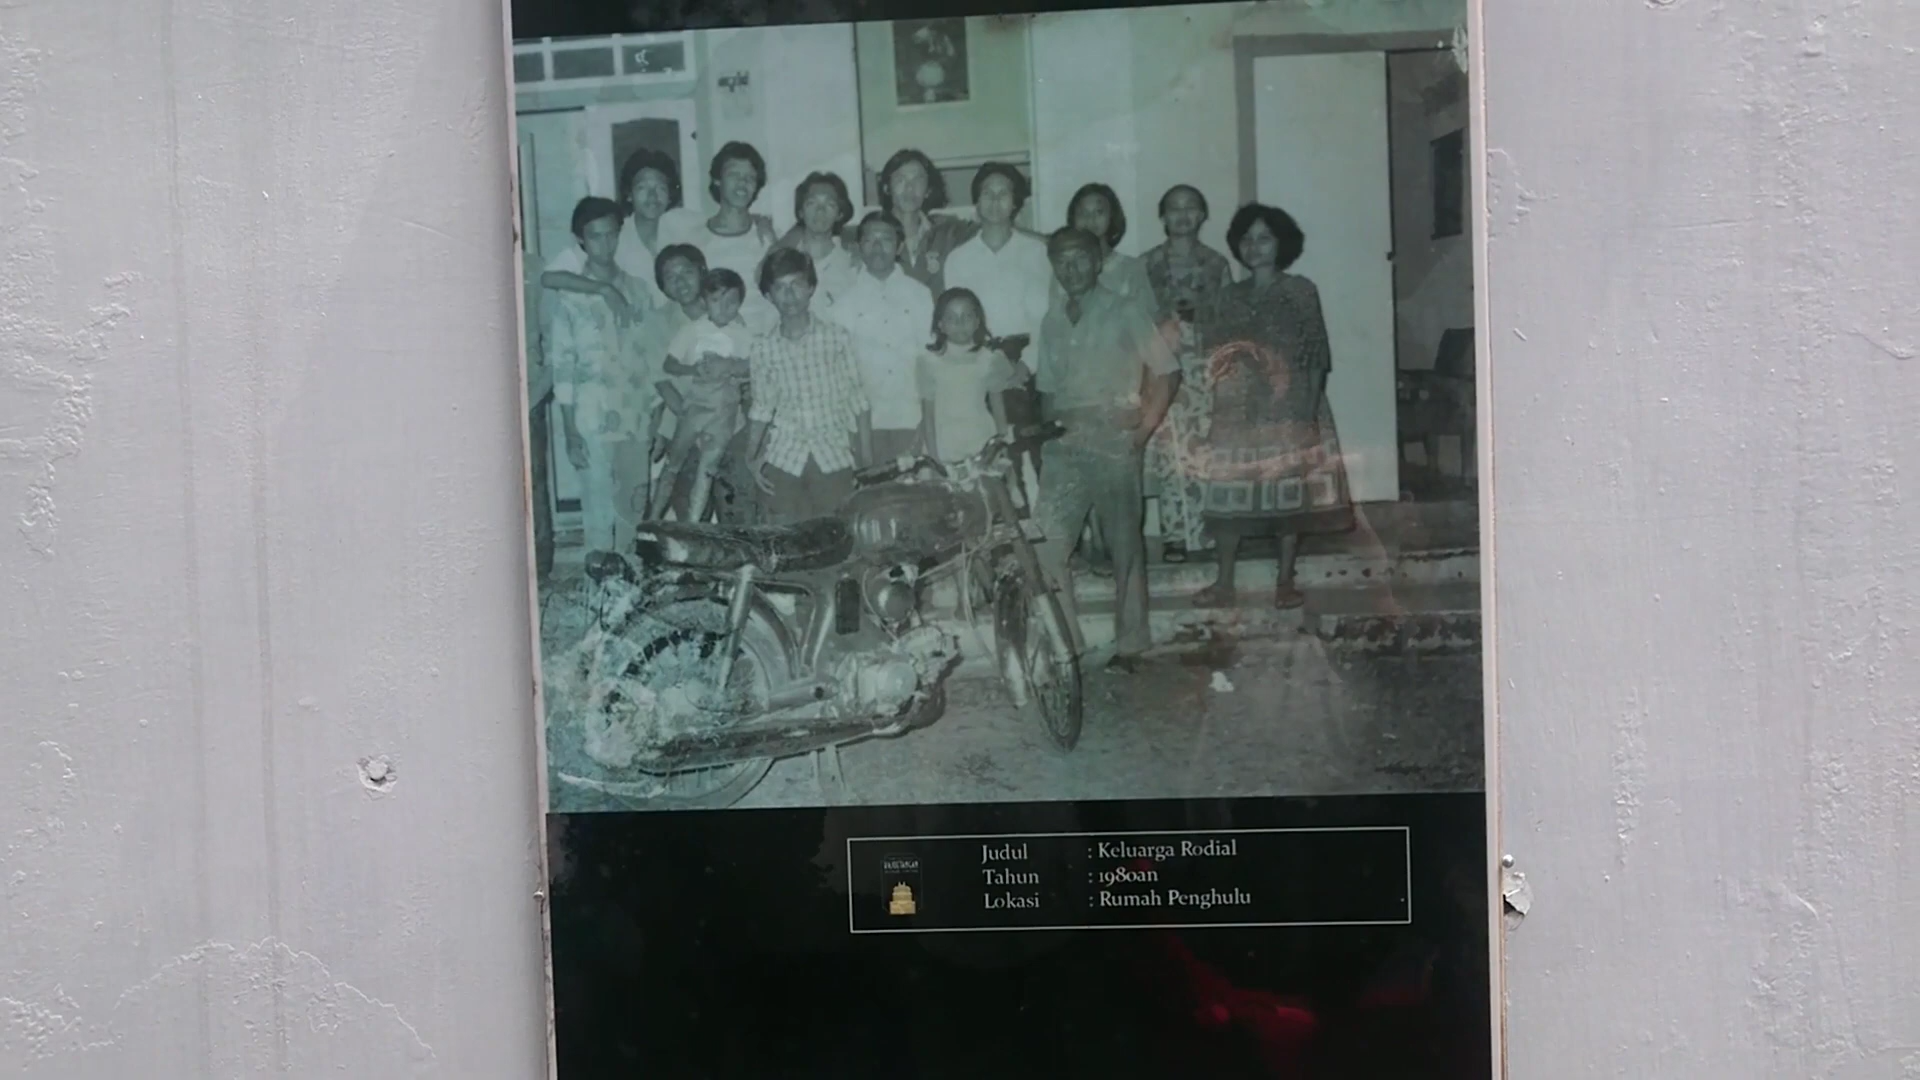 Judul : Keluarga Rodial
Tahun : 1980an
Lokasi : Rumah Penghulu